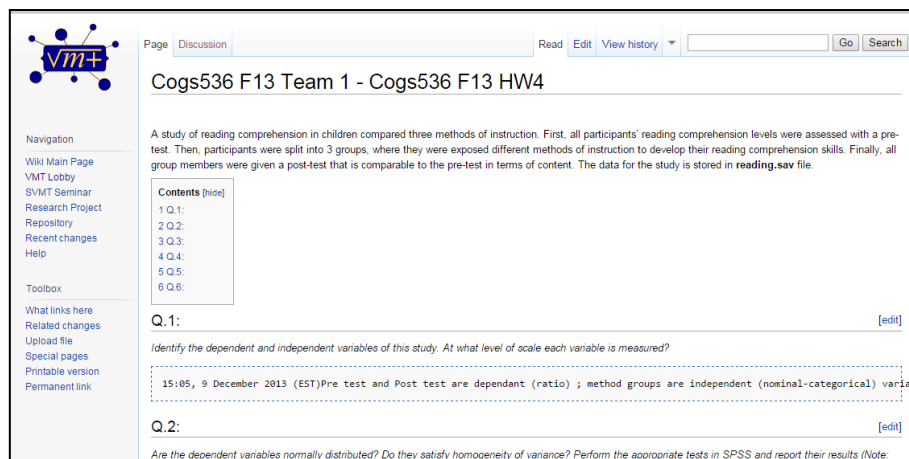 √m+
Page Discussion
Read Edit View history Go Search
Cogs536 F13 Team 1 - Cogs536 F13 HW4
A study of reading comprehension in children compared three methods of instruction. First, all participants' reading comprehension levels were assessed with a pre-
test. Then, participants were split into 3 groups, where they were exposed different methods of instruction to develop their reading comprehension skills. Finally, all
group members were given a post-test that is comparable to the pre-test in terms of content. The data for the study is stored in reading.sav file.
Navigation
Wiki Main Page
VMT Lobby
SVMT Seminar
Research Project
Repository
Recent changes
Help
Toolbox
What links here
Related changes
Upload file
Special pages
Printable version
Permanent link
Contents [hide]
1 Q.1:
2 Q.2:
3 Q.3:
4 Q.4:
5 Q.5:
6 Q.6:
Q.1: [edit]
Identify the dependent and independent variables of this study. At what level of scale each variable is measured?
15:05, 9 December 2013 (EST)Pre test and Post test are dependant (ratio) ; method groups are independent (nominal-categorical) varia
Q.2: [edit]
Are the dependent variables normally distributed? Do they satisfy homogeneity of variance? Perform the appropriate tests in SPSS and report their results (Note: